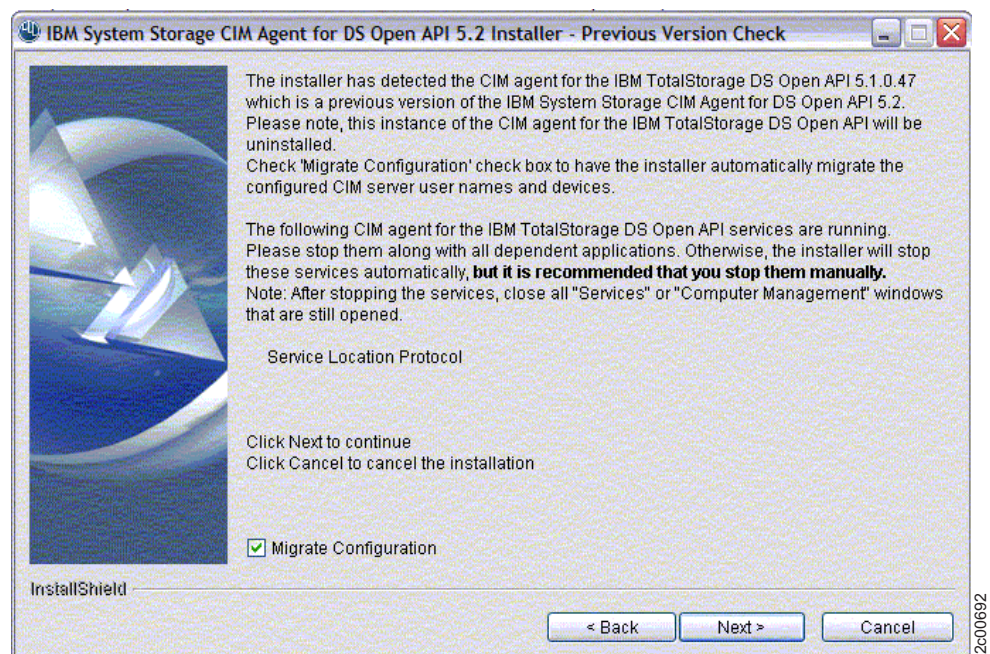 IBM System Storage CIM Agent for DS Open API 5.2 Installer - Previous Version Check
The installer has detected the CIM agent for the IBM TotalStorage DS Open API 5.1.0.47
which is a previous version of the IBM System Storage CIM Agent for DS Open API 5.2.
Please note, this instance of the CIM agent for the IBM TotalStorage DS Open API will be
uninstalled.
Check 'Migrate Configuration' check box to have the installer automatically migrate the
configured CIM server user names and devices.
The following CIM agent for the IBM TotalStorage DS Open API services are running.
Please stop them along with all dependent applications. Otherwise, the installer will stop
these services automatically, but it is recommended that you stop them manually.
Note: After stopping the services, close all "Services" or "Computer Management" windows
that are still opened.
Service Location Protocol
Click Next to continue
Click Cancel to cancel the installation
Migrate Configuration
InstallShield
< Back
Next >
Cancel
2c00692